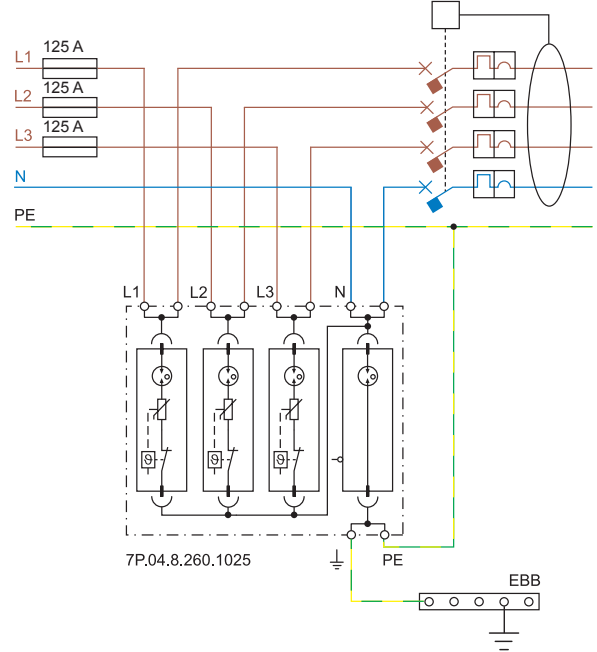 125 A
L1
125 A
L2
125 A
L3
N
PE
L1 L2 L3 N
ϑ ϑ ϑ
7P.04.8.260.1025
PE
EBB